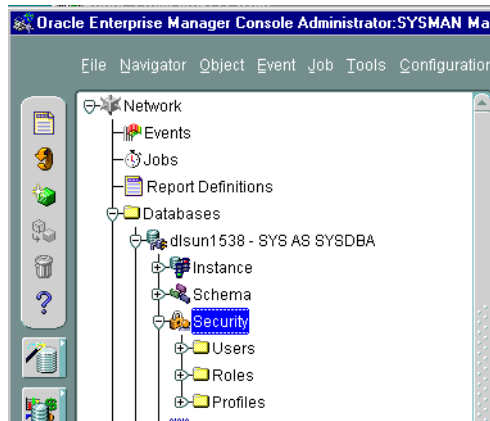 Oracle Enterprise Manager Console Administrator:SYSMAN Ma
File Navigator Object Event Job Tools Configuration
Network
Events
Jobs
Report Definitions
Databases
dlsun1538 - SYS AS SYSDBA
Instance
Schema
Security
Users
Roles
Profiles